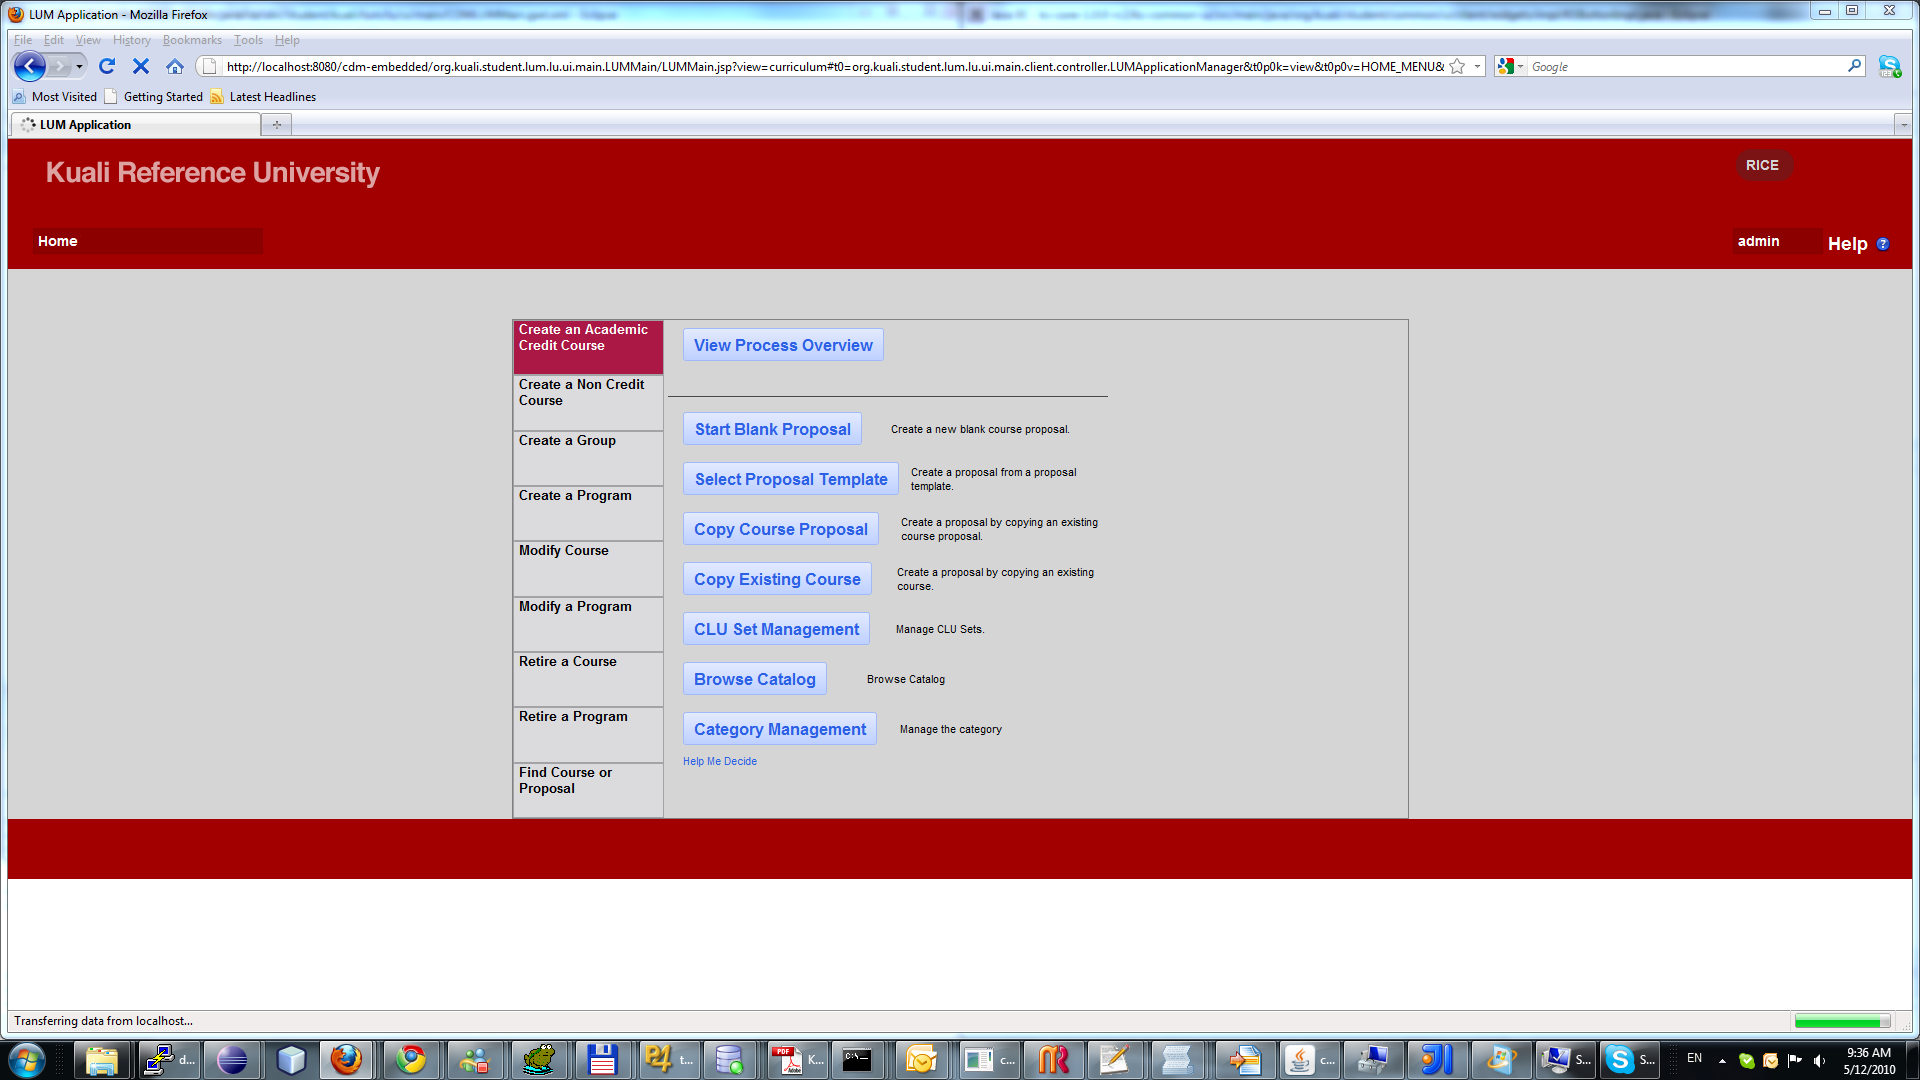 LUM Application - Mozilla Firefox
File Edit View History Bookmarks Tools Help
http://localhost:8080/cdm-embedded/org.kuali.student.lum.lu.ui.main.LUMMain/LUMMain.jsp?view=curriculum#t0=org.kuali.student.lum.lu.ui.main.client.controller.LUMApplicationManager&t0p0k=view&t0p0v=HOME_MENU&
Google
Most Visited Getting Started Latest Headlines
LUM Application
Kuali Reference University
RICE
Home
admin
Help ?
Create an Academic
Credit Course
Create a Non Credit
Course
Create a Group
Create a Program
Modify Course
Modify a Program
Retire a Course
Retire a Program
Find Course or
Proposal
View Process Overview
Start Blank Proposal
Create a new blank course proposal.
Select Proposal Template
Create a proposal from a proposal
template.
Copy Course Proposal
Create a proposal by copying an existing
course proposal.
Copy Existing Course
Create a proposal by copying an existing
course.
CLU Set Management
Manage CLU Sets.
Browse Catalog
Browse Catalog
Category Management
Manage the category
Help Me Decide
Transferring data from localhost...
d... t... K... c... c... S... S...
EN
9:36 AM
5/12/2010